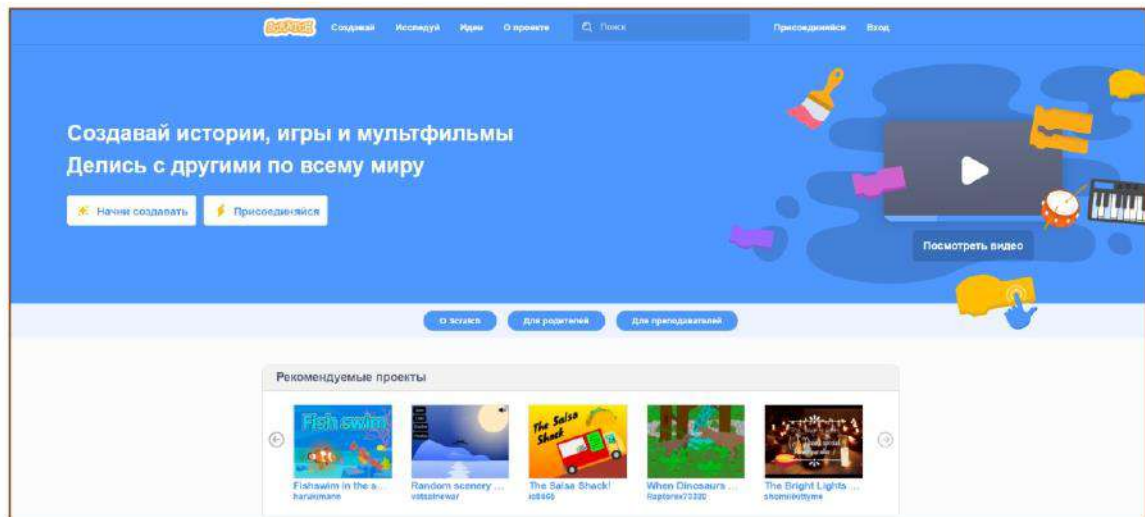 SCRATCH Создавай Исследуй Идеи О проекте Поиск Присоединяйся Вход
Создавай истории, игры и мультфильмы
Делись с другими по всему миру
Начни создавать Присоединяйся
Посмотреть видео
О Scratch Для родителей Для преподавателей
Рекомендуемые проекты
Fish swim
The Salsa
Shack
Fishswim in the s... Random scenery ... The Salsa Shack! When Dinosaurs ... The Bright Lights ...